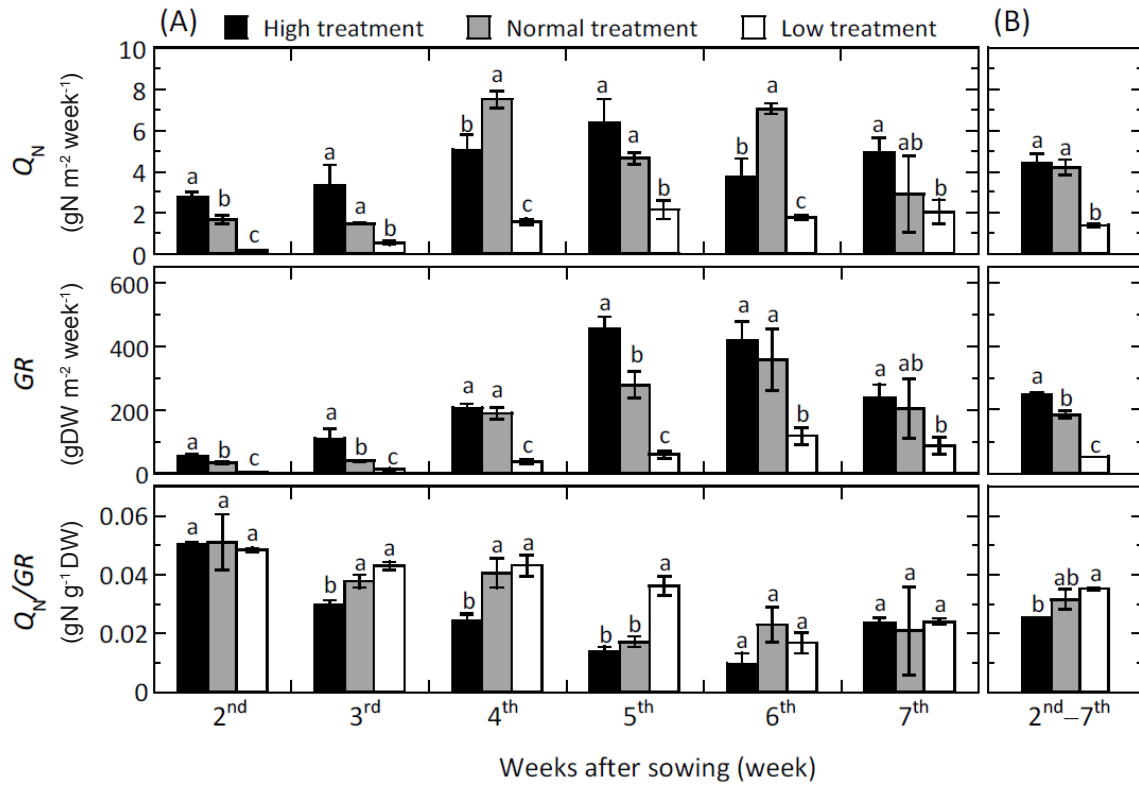 (A) High treatment Normal treatment Low treatment (B)
10
8
6
4
2
0
Q_N
(gN m⁻² week⁻¹)
a b c a a b b a c a a b b a c a ab b a a b
600
400
200
0
GR
(gDW m⁻² week⁻¹)
a b c a b c a a c a b c a a b a ab b a b c
0.06
0.04
0.02
0
Q_N/GR
(gN g⁻¹ DW)
a a a b a a b a a b b a a a a a a a b ab a
2ⁿᵈ 3ʳᵈ 4ᵗʰ 5ᵗʰ 6ᵗʰ 7ᵗʰ 2ⁿᵈ–7ᵗʰ
Weeks after sowing (week)